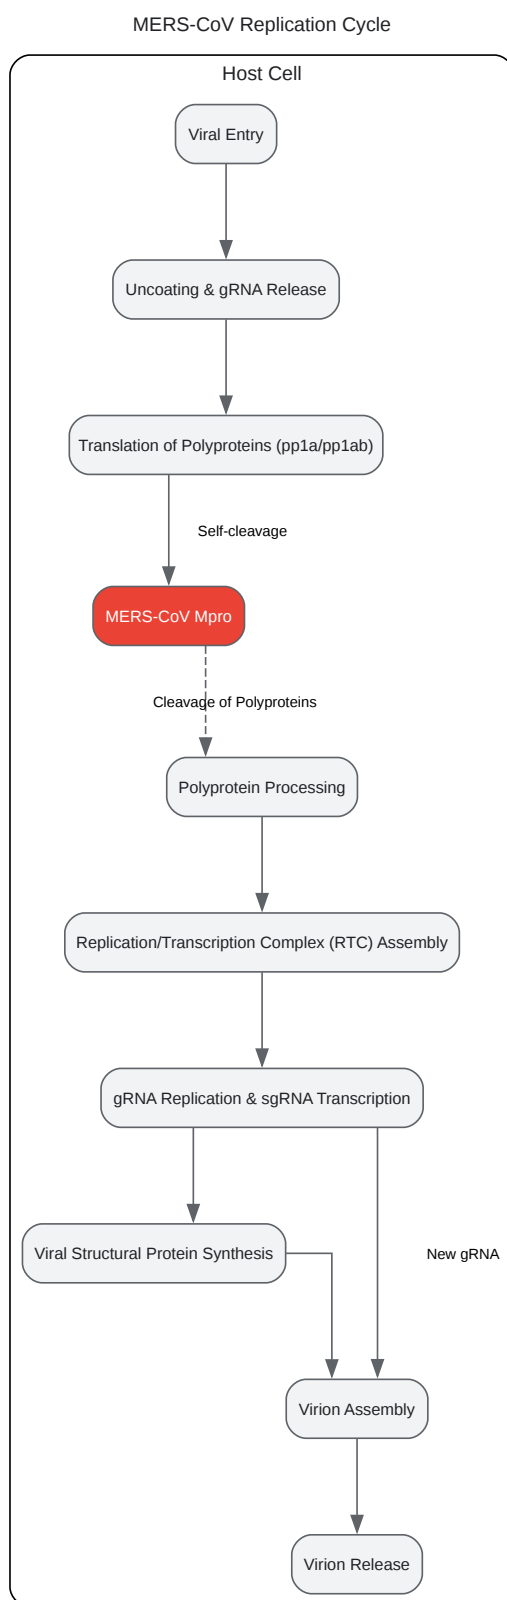 MERS-CoV Replication Cycle
Host Cell
Viral Entry
Uncoating & gRNA Release
Translation of Polyproteins (pp1a/pp1ab)
Self-cleavage
MERS-CoV Mpro
Cleavage of Polyproteins
Polyprotein Processing
Replication/Transcription Complex (RTC) Assembly
gRNA Replication & sgRNA Transcription
Viral Structural Protein Synthesis
New gRNA
Virion Assembly
Virion Release